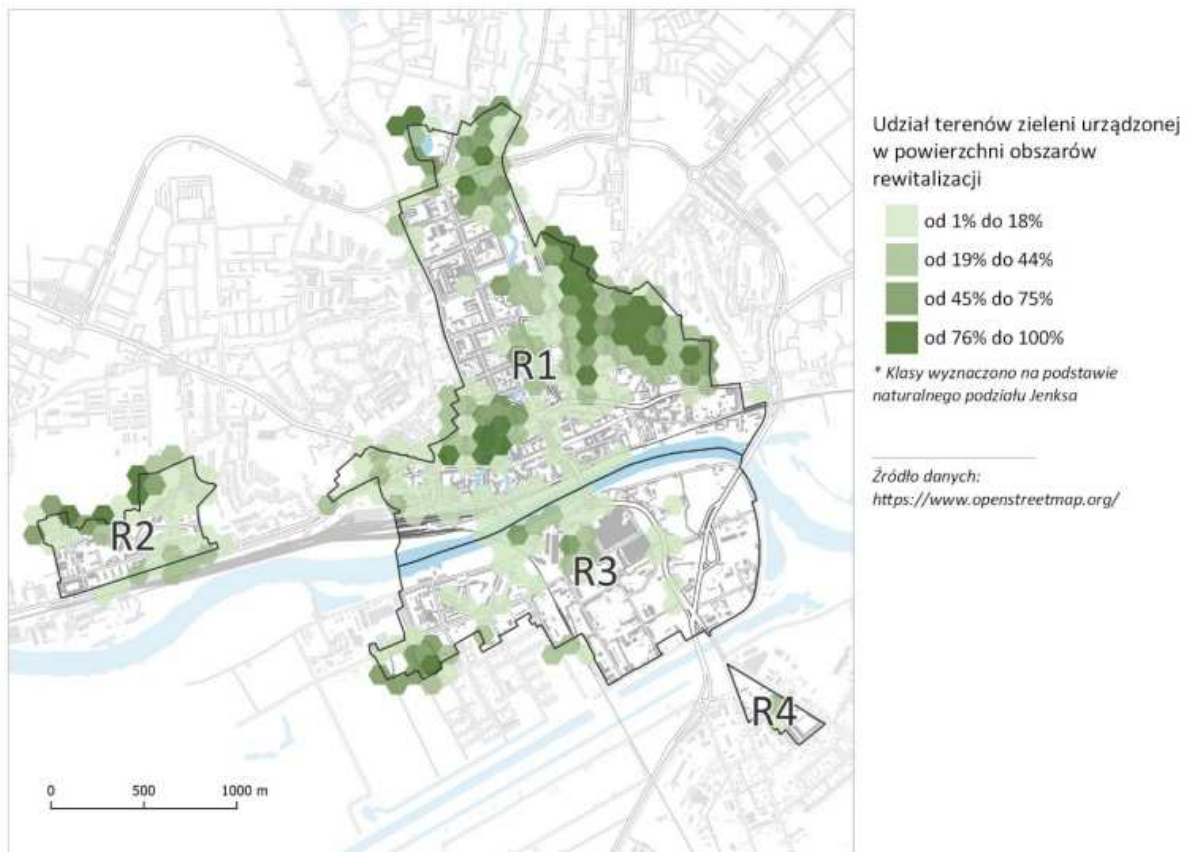 Udział terenów zieleni urządzonej
w powierzchni obszarów
rewitalizacji
od 1% do 18%
od 19% do 44%
od 45% do 75%
od 76% do 100%
* Klasy wyznaczono na podstawie
naturalnego podziału Jenksa
Źródło danych:
https://www.openstreetmap.org/
R1
R2
R3
R4
0 500 1000 m